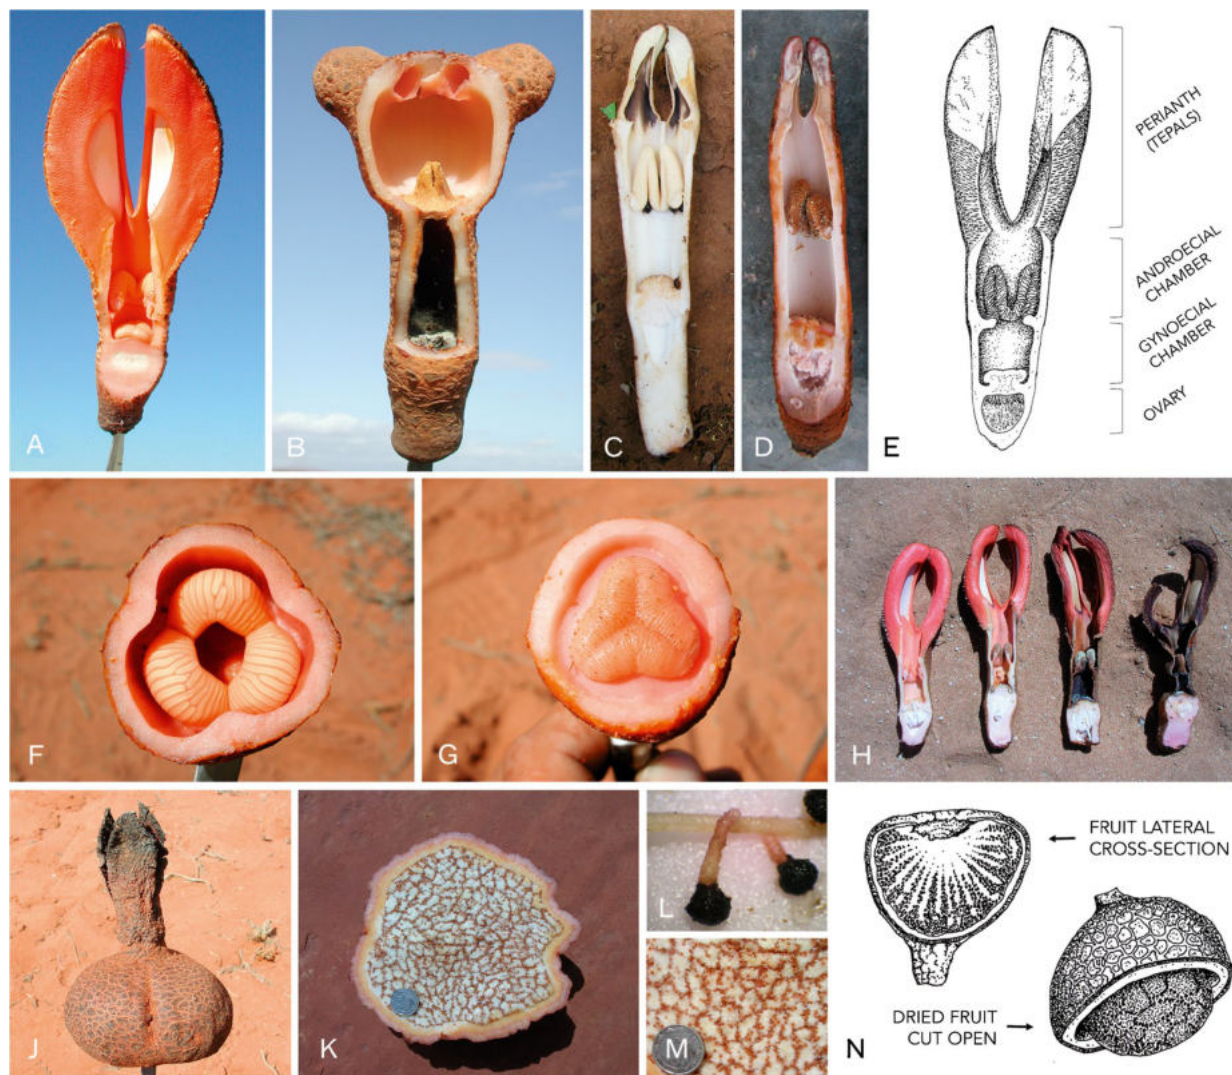 A
B
C
D
E
PERIANTH
(TEPALS)
ANDROECIAL
CHAMBER
GYNOECIAL
CHAMBER
OVARY
F
G
H
J
K
L
M
N
FRUIT LATERAL
CROSS-SECTION
DRIED FRUIT
CUT OPEN